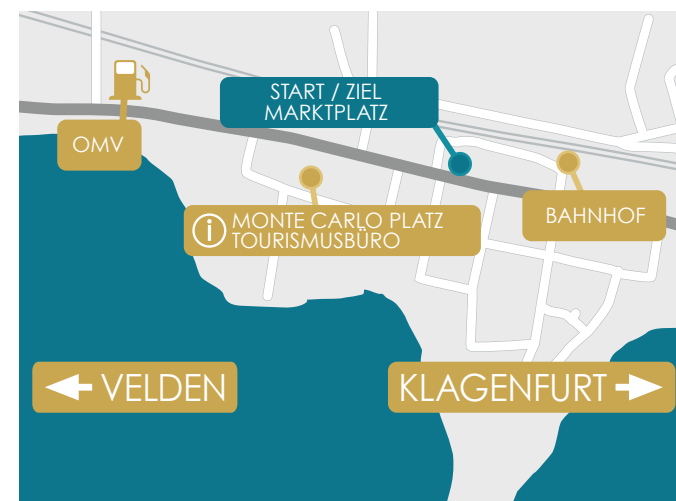 START / ZIEL
MARKTPLATZ
OMV
MONTE CARLO PLATZ
TOURISMUSBÜRO
BAHNHOF
VELDEN
KLAGENFURT